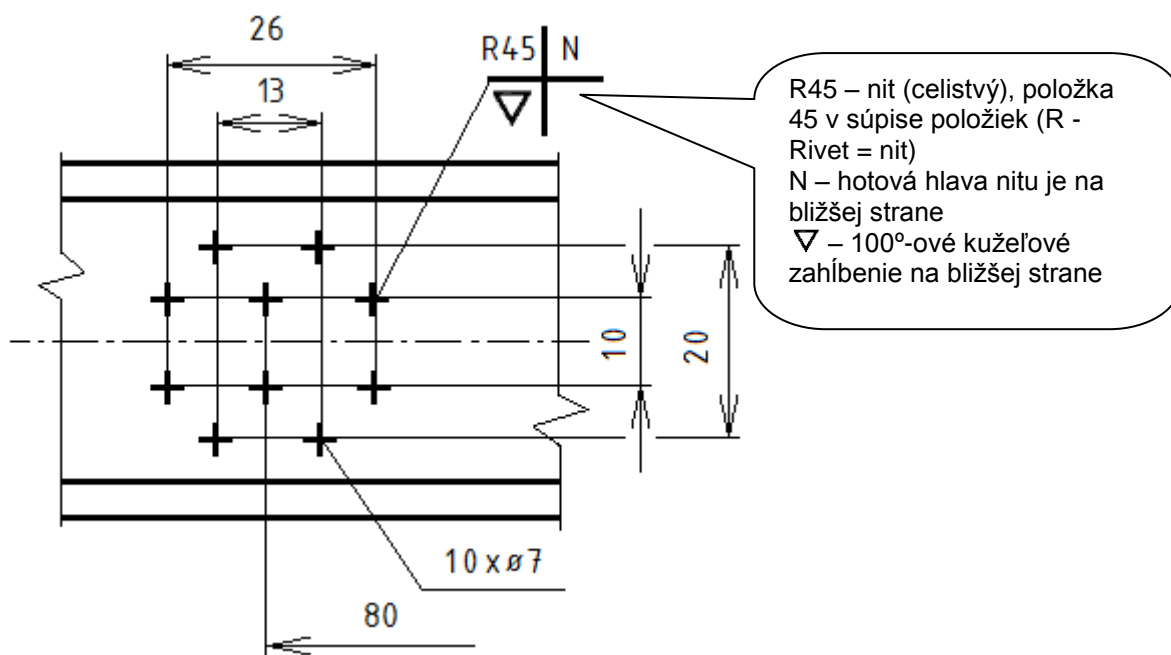 26
13
R45 N
R45 – nit (celistvý), položka
45 v súpise položiek (R -
Rivet = nit)
N – hotová hlava nitu je na
bližšej strane
▽ – 100º-ové kužeľové
zahĺbenie na bližšej strane
10
20
10 x ø7
80